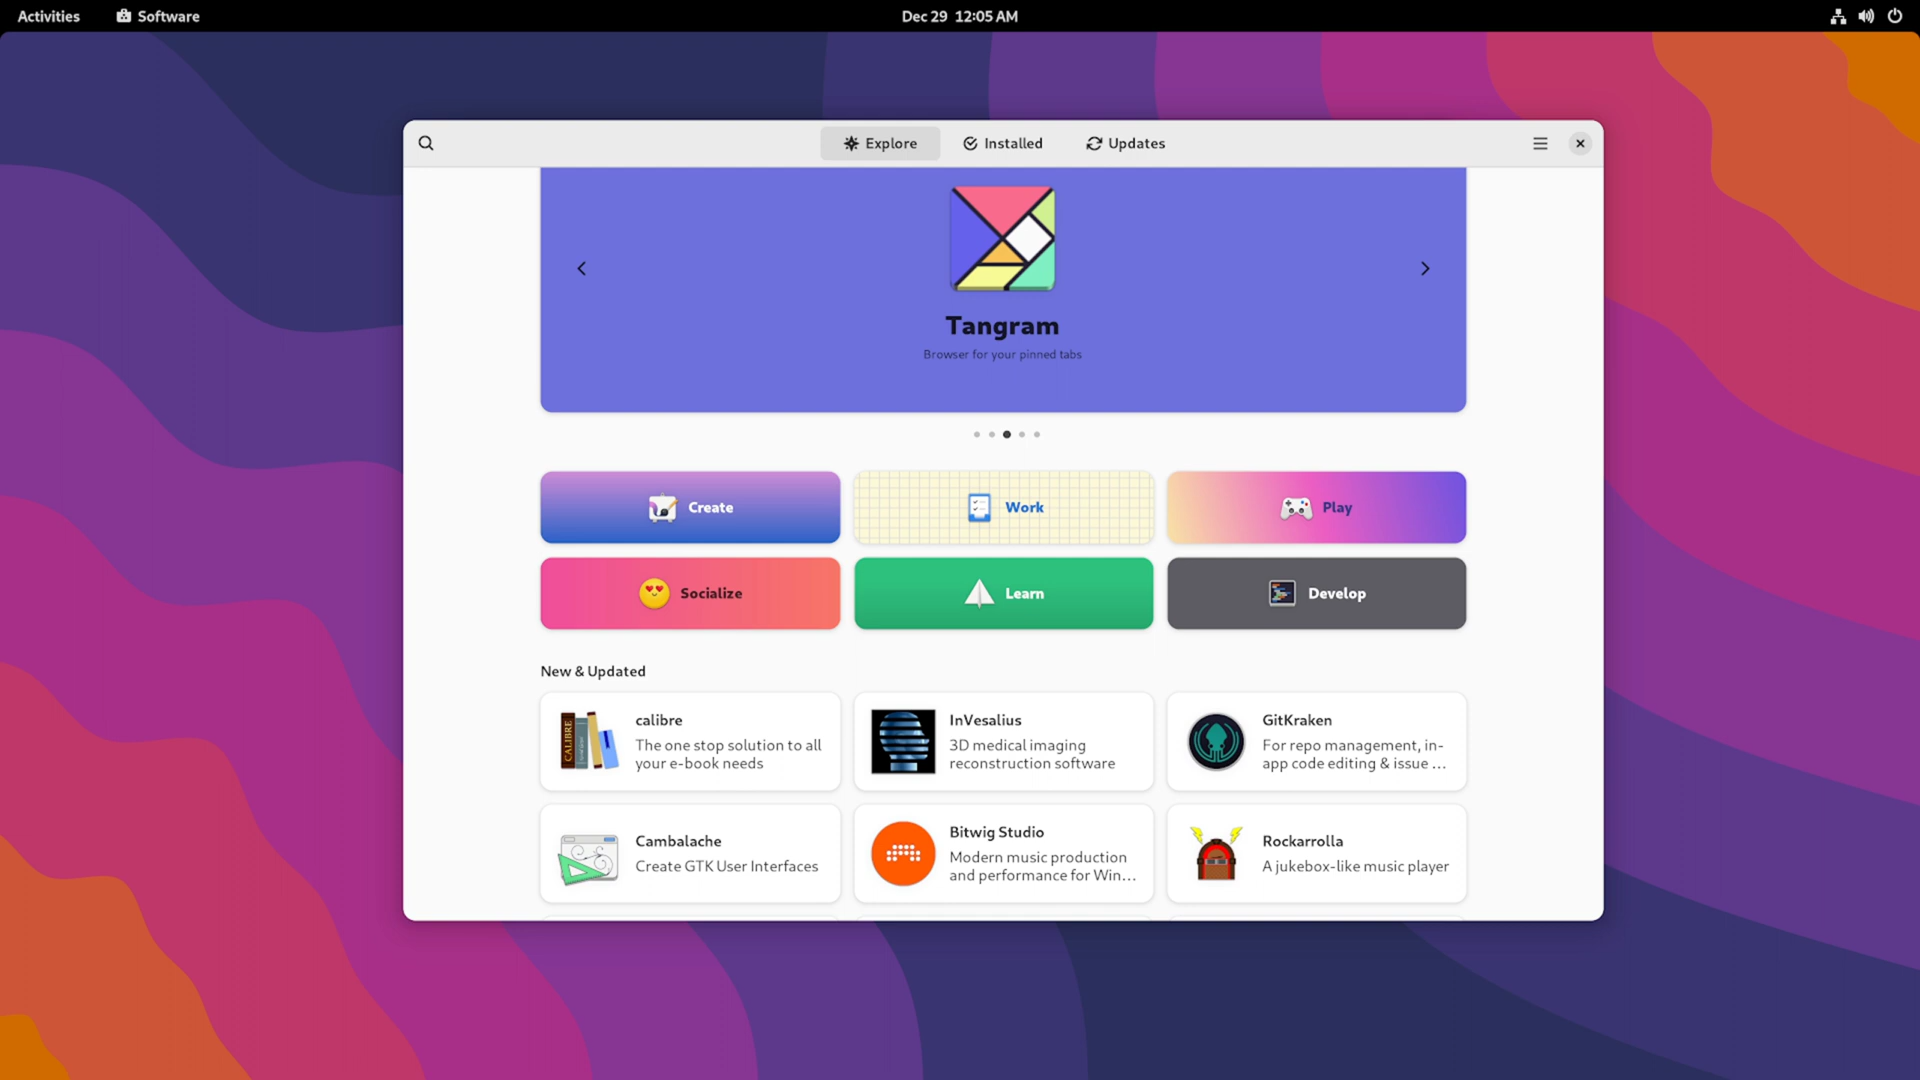 Activities
Software
Dec 29 12:05 AM
Explore
Installed
Updates
Tangram
Browser for your pinned tabs
Create
Work
Play
Socialize
Learn
Develop
New & Updated
CALIBRE
calibre
The one stop solution to all
your e-book needs
InVesalius
3D medical imaging
reconstruction software
GitKraken
For repo management, in-
app code editing & issue ...
Cambalache
Create GTK User Interfaces
Bitwig Studio
Modern music production
and performance for Win...
Rockarrolla
A jukebox-like music player